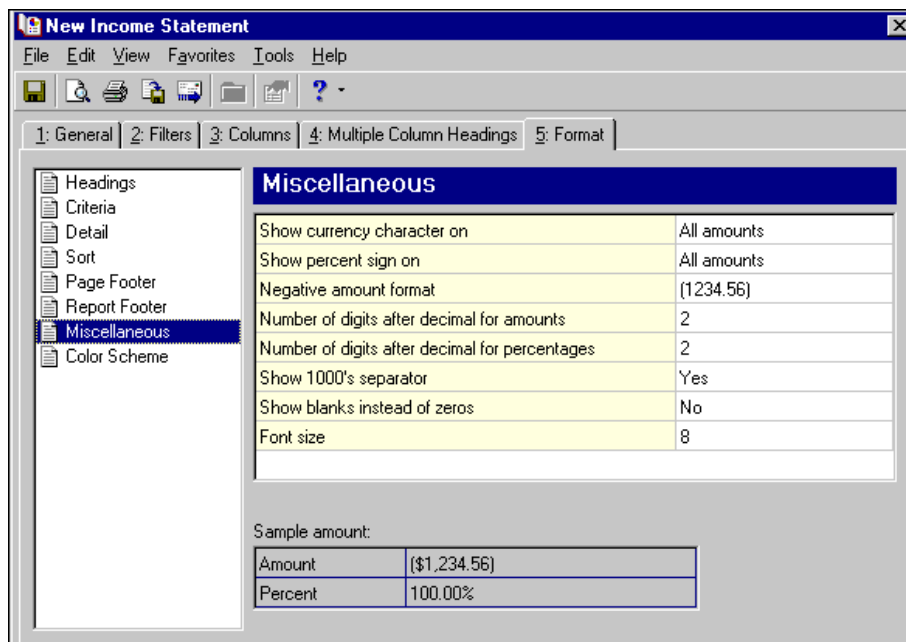 New Income Statement
File Edit View Favorites Tools Help
1: General 2: Filters 3: Columns 4: Multiple Column Headings 5: Format
Headings
Criteria
Detail
Sort
Page Footer
Report Footer
Miscellaneous
Color Scheme
Miscellaneous
Show currency character on All amounts
Show percent sign on All amounts
Negative amount format (1234.56)
Number of digits after decimal for amounts 2
Number of digits after decimal for percentages 2
Show 1000's separator Yes
Show blanks instead of zeros No
Font size 8
Sample amount:
Amount ($1,234.56)
Percent 100.00%